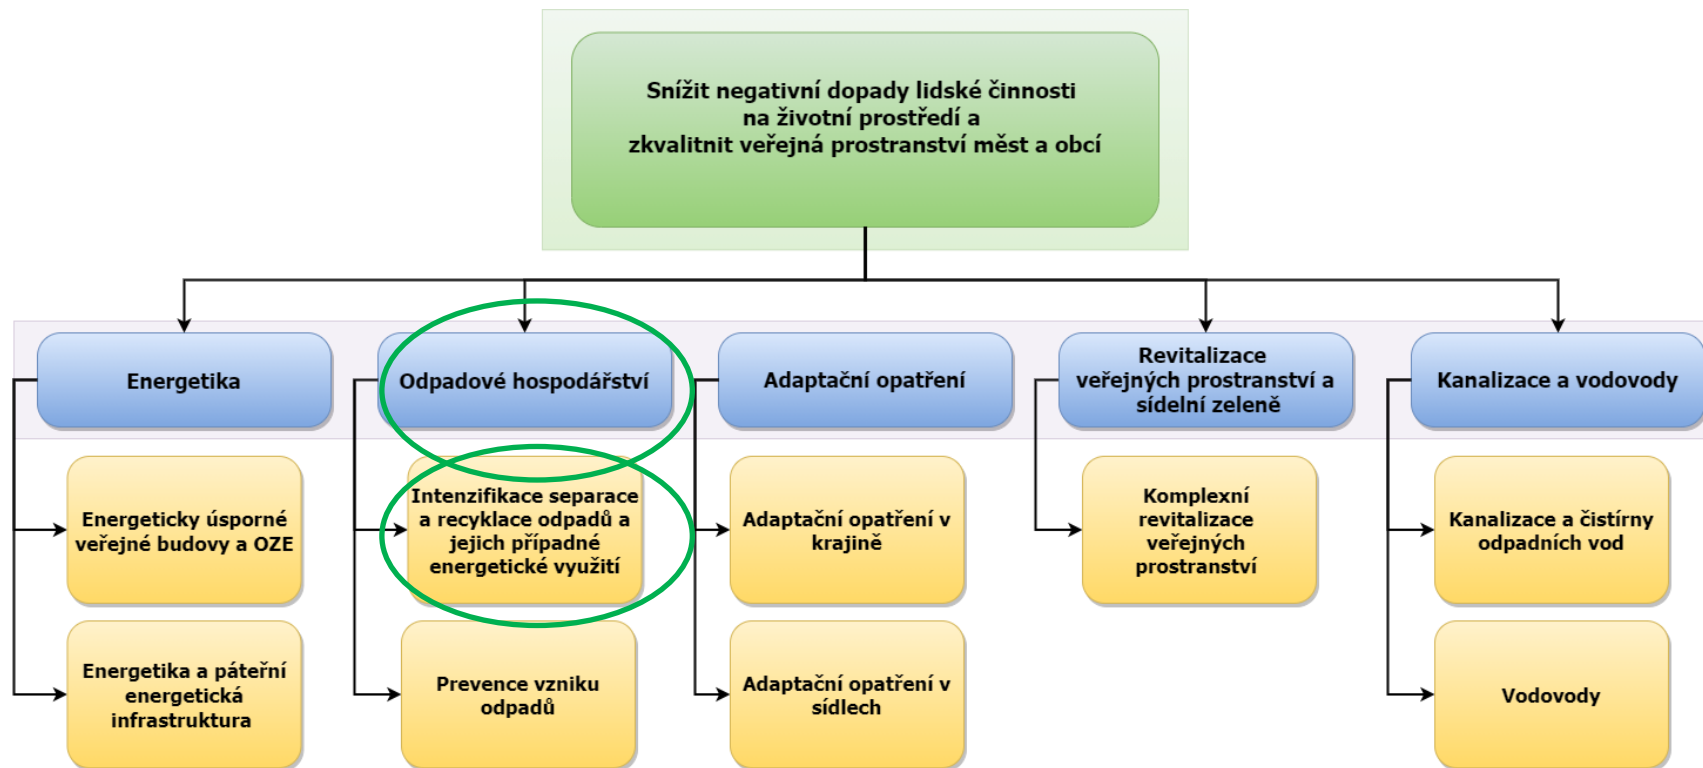 Snížit negativní dopady lidské činnosti
na životní prostředí a
zkvalitnit veřejná prostranství měst a obcí
Energetika
Odpadové hospodářství
Adaptační opatření
Revitalizace
veřejných prostranství a
sídelní zeleně
Kanalizace a vodovody
Energeticky úsporné
veřejné budovy a OZE
Intenzifikace separace
a recyklace odpadů a
jejich případné
energetické využití
Adaptační opatření v
krajině
Komplexní
revitalizace
veřejných
prostranství
Kanalizace a čistírny
odpadních vod
Energetika a páteřní
energetická
infrastruktura
Prevence vzniku
odpadů
Adaptační opatření v
sídlech
Vodovody